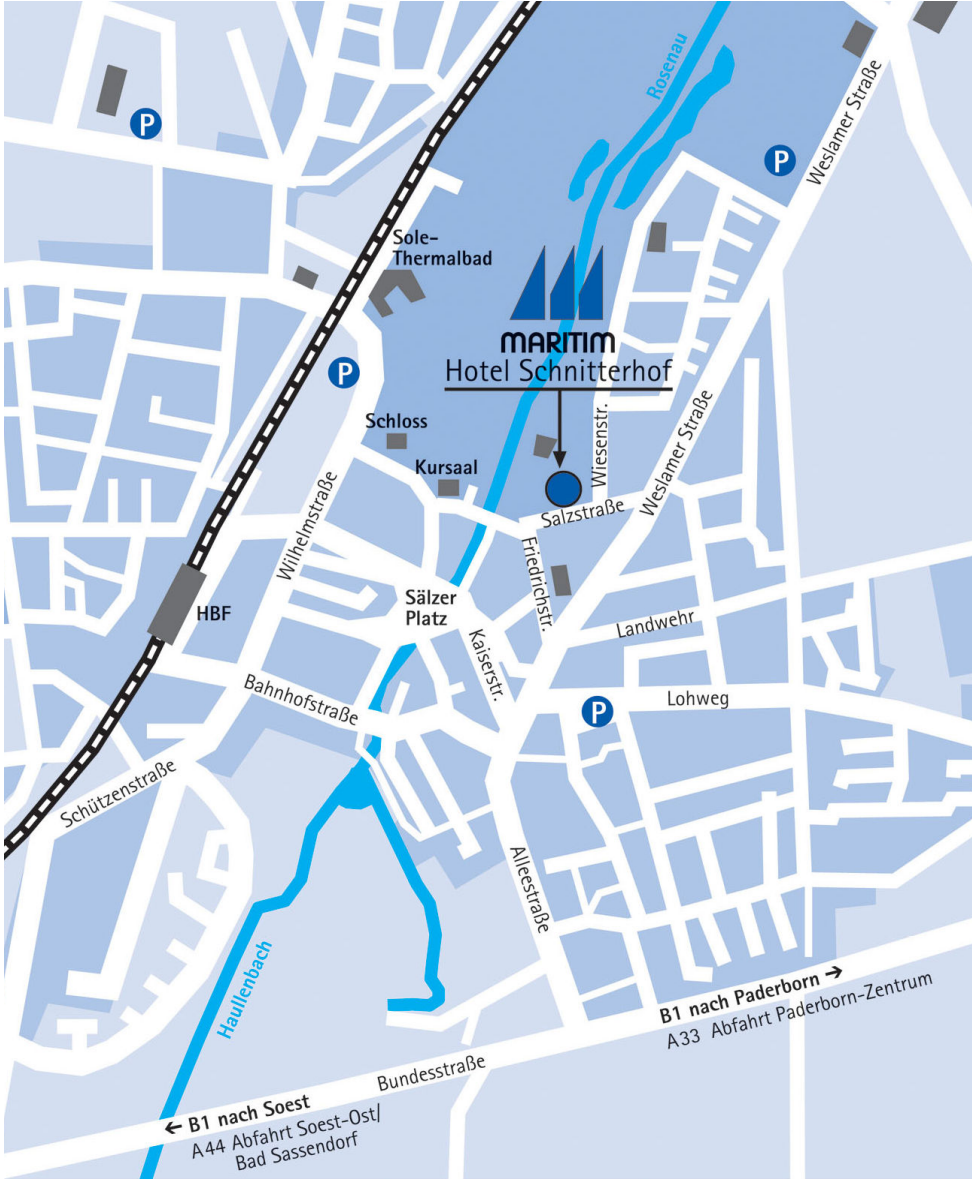 P
Rosenau
Weslamer Straße
P
Sole-
Thermalbad
MARITIM
Hotel Schnitterhof
P
Schloss
Kursaal
Wiesenstr.
Weslamer Straße
Salzstraße
Wilhelmstraße
Friedrichstr.
HBF
Sälzer
Platz
Kaiserstr.
Landwehr
Bahnhofstraße
P
Lohweg
Schützenstraße
Alleestraße
Haullenbach
B1 nach Paderborn →
A33 Abfahrt Paderborn-Zentrum
Bundesstraße
← B1 nach Soest
A44 Abfahrt Soest-Ost/
Bad Sassendorf